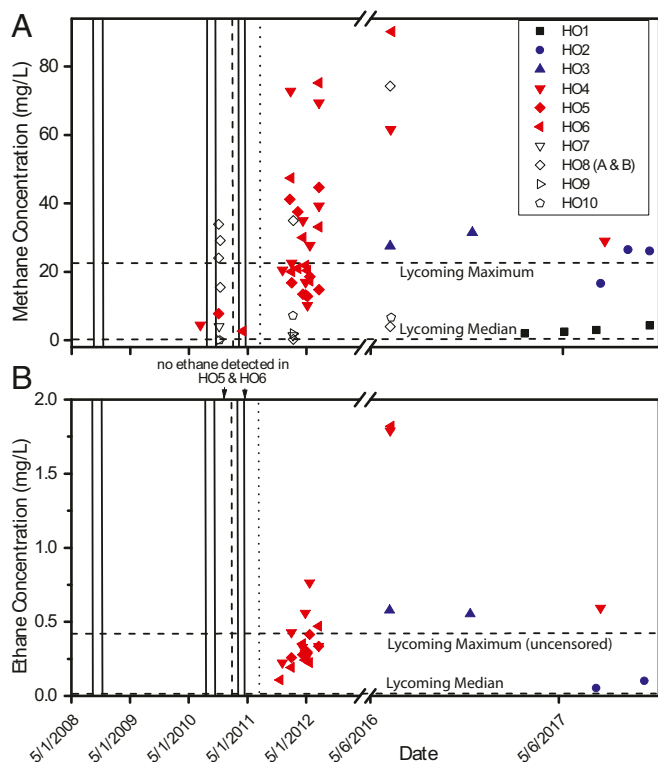 A
Methane Concentration (mg/L)
80
60
40
20
0
HO1
HO2
HO3
HO4
HO5
HO6
HO7
HO8 (A & B)
HO9
HO10
Lycoming Maximum
Lycoming Median
no ethane detected in
HO5 & HO6
B
Ethane Concentration (mg/L)
2.0
1.5
1.0
0.5
0.0
Lycoming Maximum (uncensored)
Lycoming Median
5/1/2008
5/1/2009
5/1/2010
5/1/2011
5/1/2012
5/6/2016
5/6/2017
Date